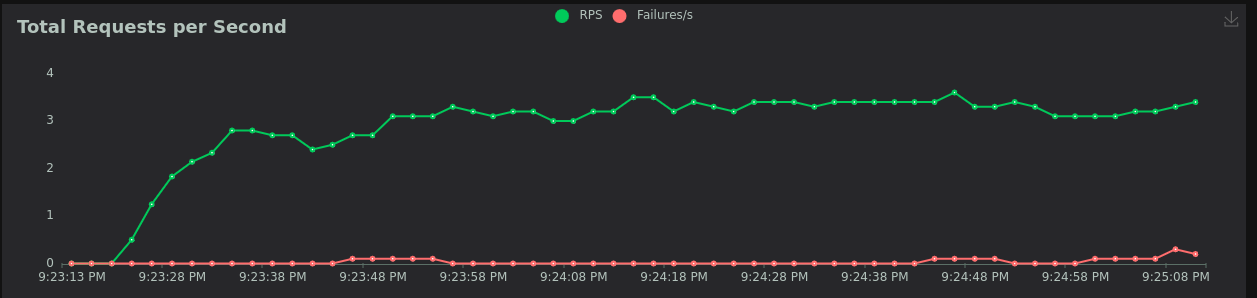 Total Requests per Second
RPS
Failures/s
4
3
2
1
0
9:23:13 PM
9:23:28 PM
9:23:38 PM
9:23:48 PM
9:23:58 PM
9:24:08 PM
9:24:18 PM
9:24:28 PM
9:24:38 PM
9:24:48 PM
9:24:58 PM
9:25:08 PM